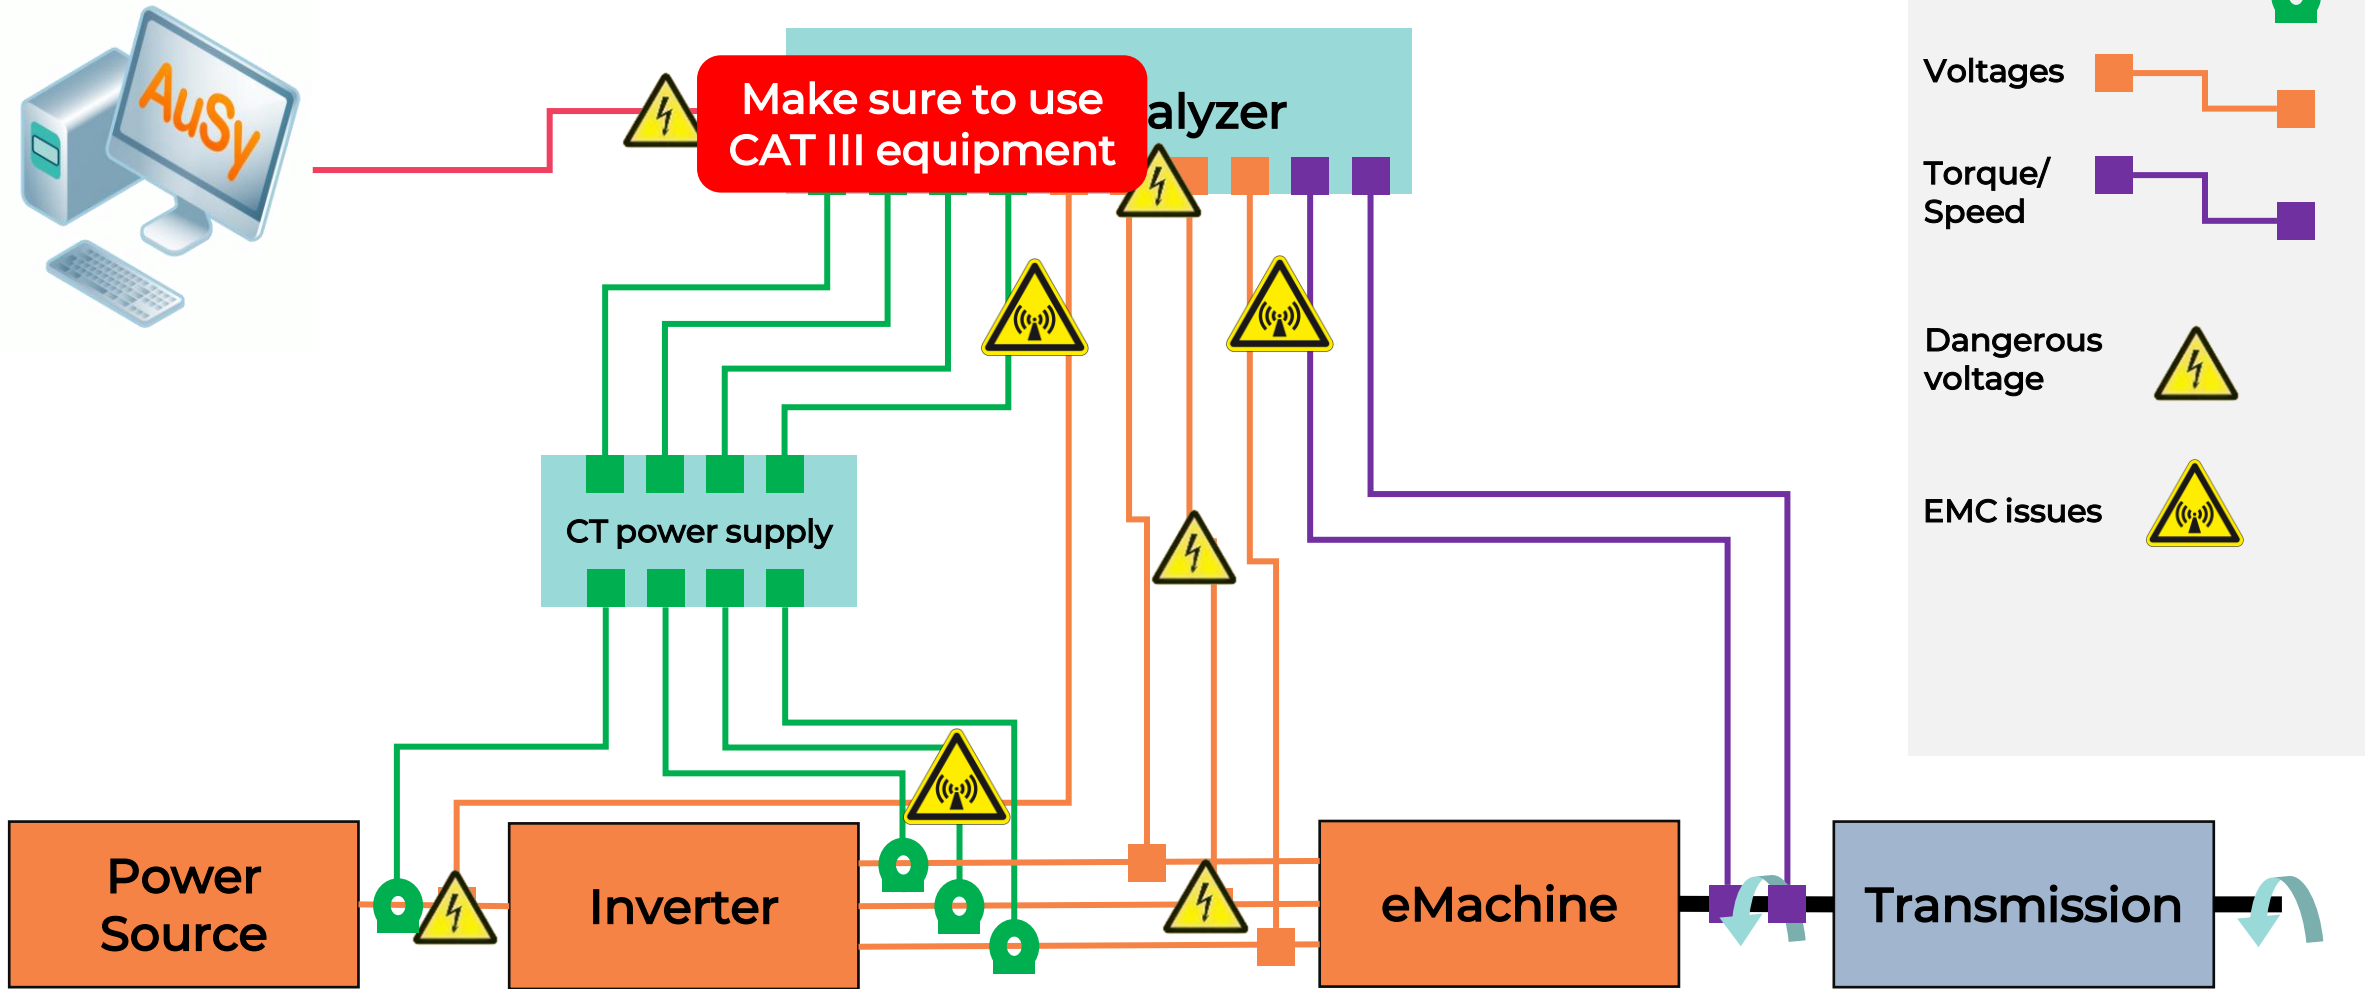 AuSy
Make sure to use
CAT III equipment
alyzer
Voltages
Torque/
Speed
Dangerous
voltage
EMC issues
CT power supply
Power
Source
Inverter
eMachine
Transmission